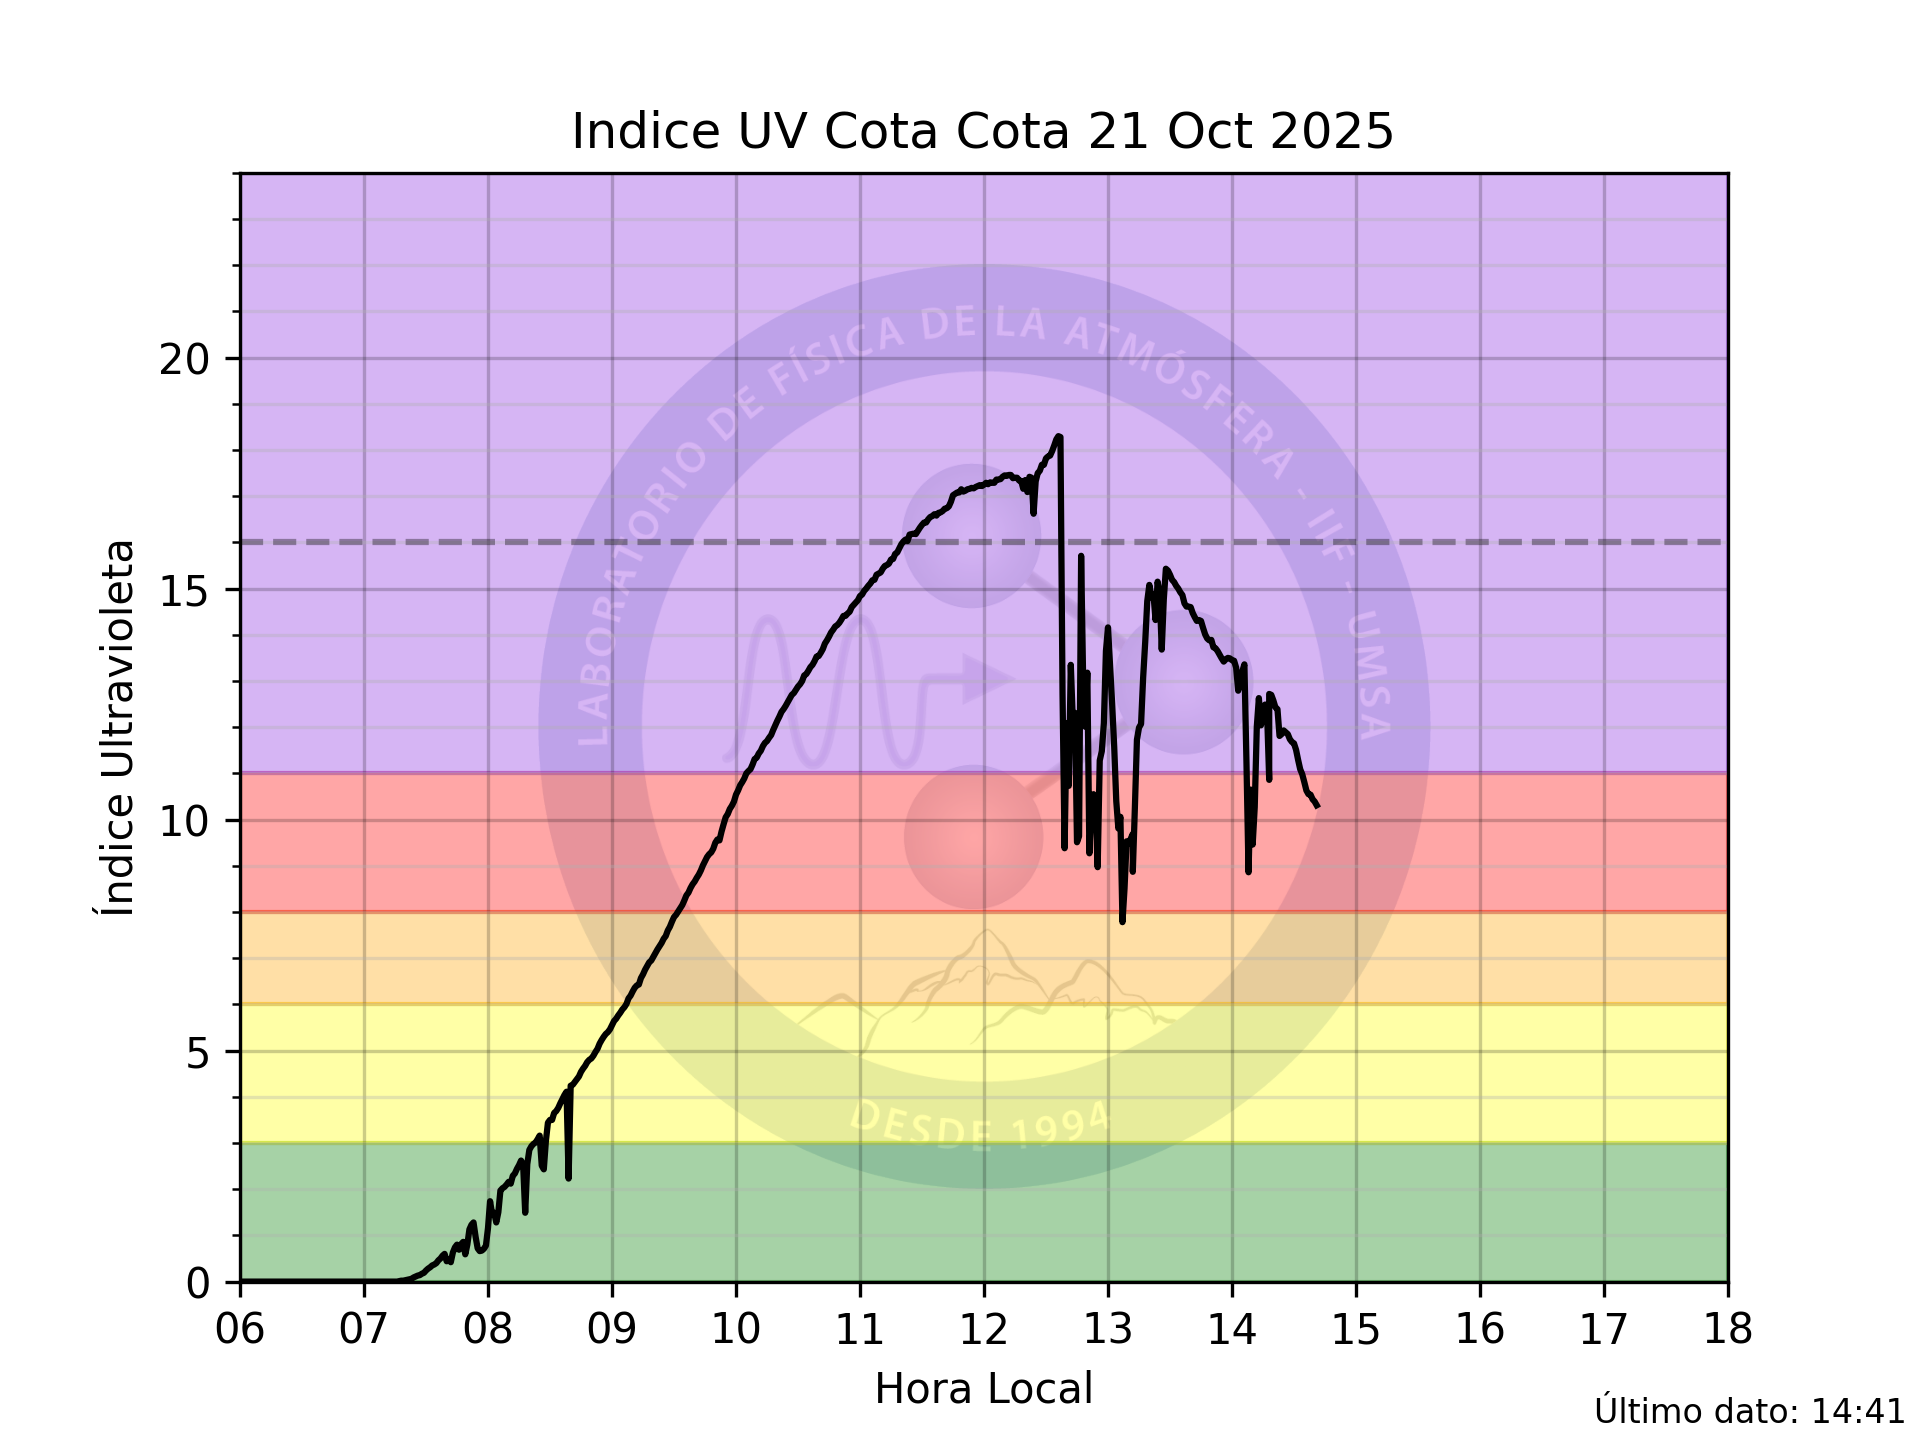 Indice UV Cota Cota 21 Oct 2025
Índice Ultravioleta
20
15
10
5
0
LABORATORIO DE FÍSICA DE LA ATMÓSFERA - IIF - UMSA
DESDE 1994
06 07 08 09 10 11 12 13 14 15 16 17 18
Hora Local
Último dato: 14:41